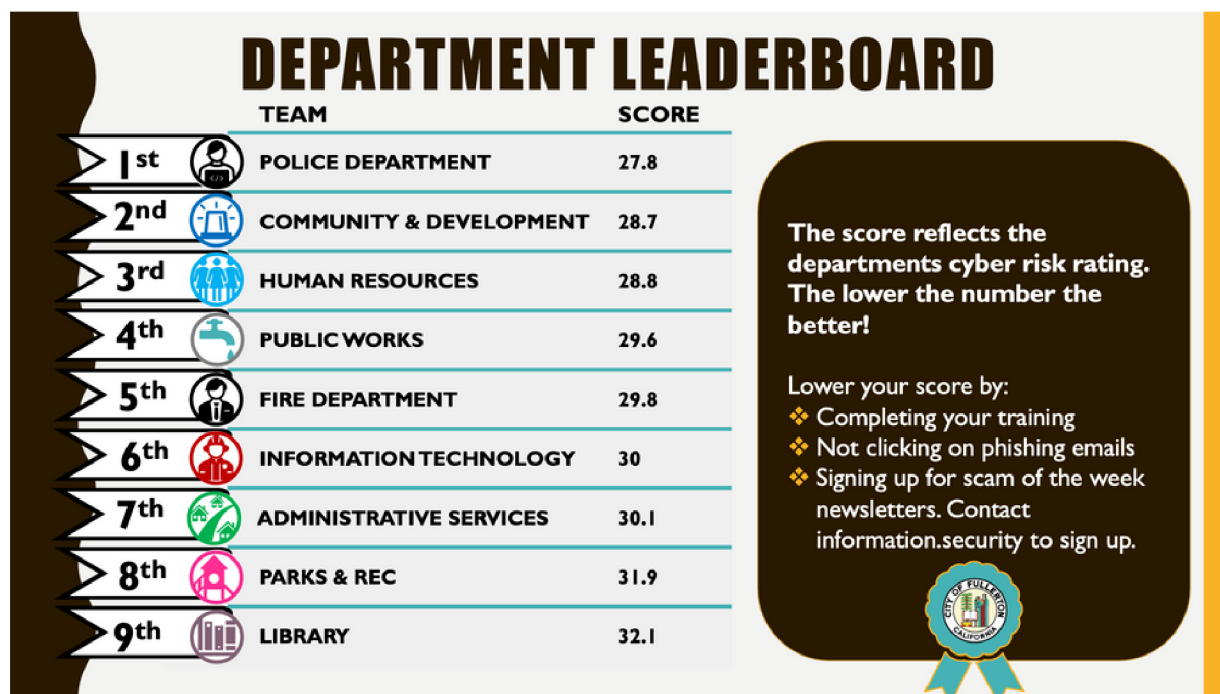 DEPARTMENT LEADERBOARD
TEAM SCORE
1st POLICE DEPARTMENT 27.8
2nd COMMUNITY & DEVELOPMENT 28.7
3rd HUMAN RESOURCES 28.8
4th PUBLIC WORKS 29.6
5th FIRE DEPARTMENT 29.8
6th INFORMATION TECHNOLOGY 30
7th ADMINISTRATIVE SERVICES 30.1
8th PARKS & REC 31.9
9th LIBRARY 32.1
The score reflects the
departments cyber risk rating.
The lower the number the
better!
Lower your score by:
❖ Completing your training
❖ Not clicking on phishing emails
❖ Signing up for scam of the week
newsletters. Contact
information.security to sign up.
CITY OF FULLERTON
CALIFORNIA